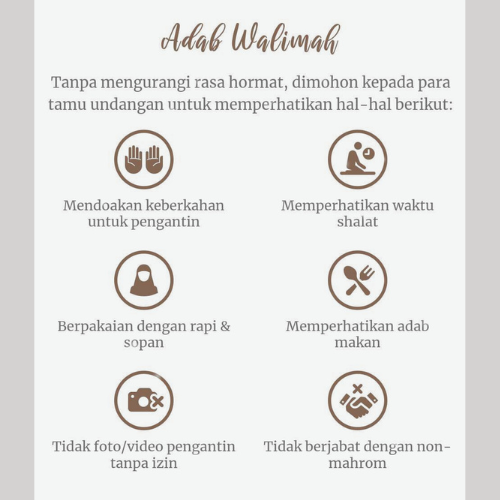 Adab Walimah
Tanpa mengurangi rasa hormat, dimohon kepada para
tamu undangan untuk memperhatikan hal-hal berikut:
Mendoakan keberkahan
untuk pengantin
Memperhatikan waktu
shalat
Berpakaian dengan rapi &
sopan
Memperhatikan adab
makan
Tidak foto/video pengantin
tanpa izin
Tidak berjabat dengan non-
mahrom